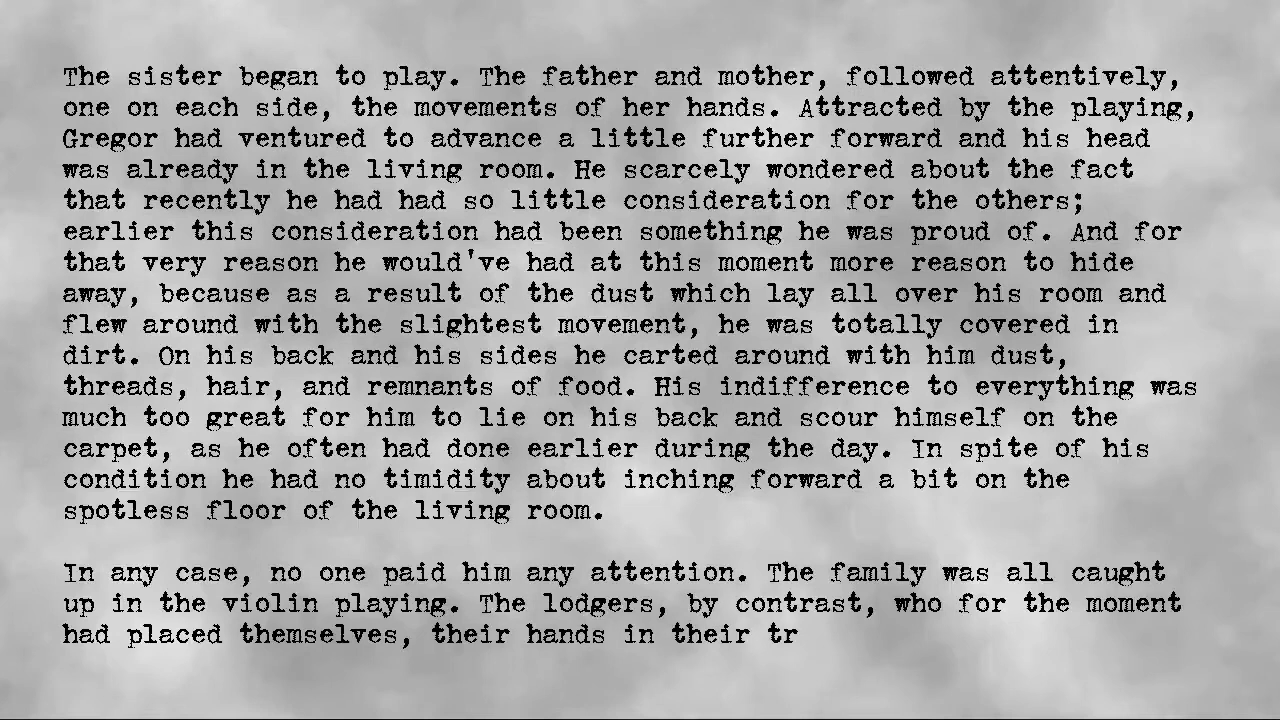 The sister began to play. The father and mother, followed attentively,
one on each side, the movements of her hands. Attracted by the playing,
Gregor had ventured to advance a little further forward and his head
was already in the living room. He scarcely wondered about the fact
that recently he had had so little consideration for the others;
earlier this consideration had been something he was proud of. And for
that very reason he would've had at this moment more reason to hide
away, because as a result of the dust which lay all over his room and
flew around with the slightest movement, he was totally covered in
dirt. On his back and his sides he carted around with him dust,
threads, hair, and remnants of food. His indifference to everything was
much too great for him to lie on his back and scour himself on the
carpet, as he often had done earlier during the day. In spite of his
condition he had no timidity about inching forward a bit on the
spotless floor of the living room.

In any case, no one paid him any attention. The family was all caught
up in the violin playing. The lodgers, by contrast, who for the moment
had placed themselves, their hands in their tr